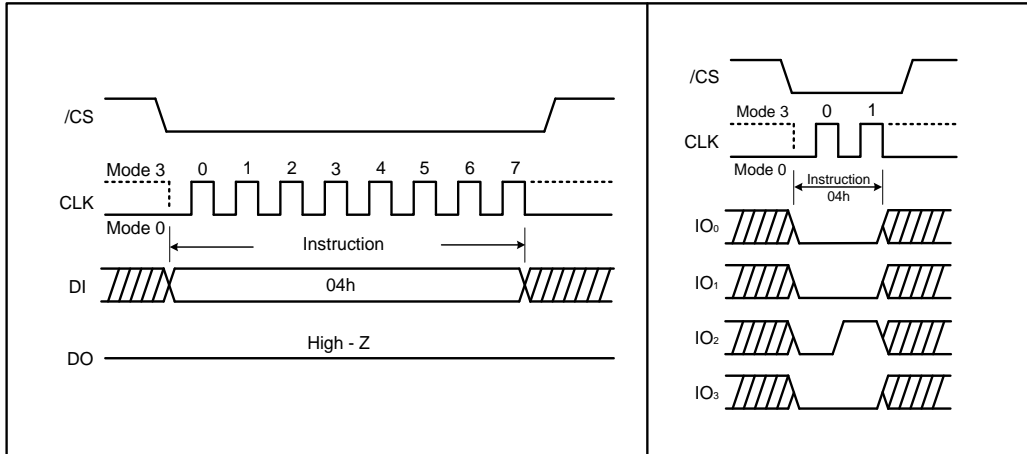 /CS
Mode 3
0 1 2 3 4 5 6 7
CLK
Mode 0
Instruction
DI
04h
High - Z
DO
/CS
Mode 3
0 1
CLK
Mode 0
Instruction
04h
IO₀
IO₁
IO₂
IO₃